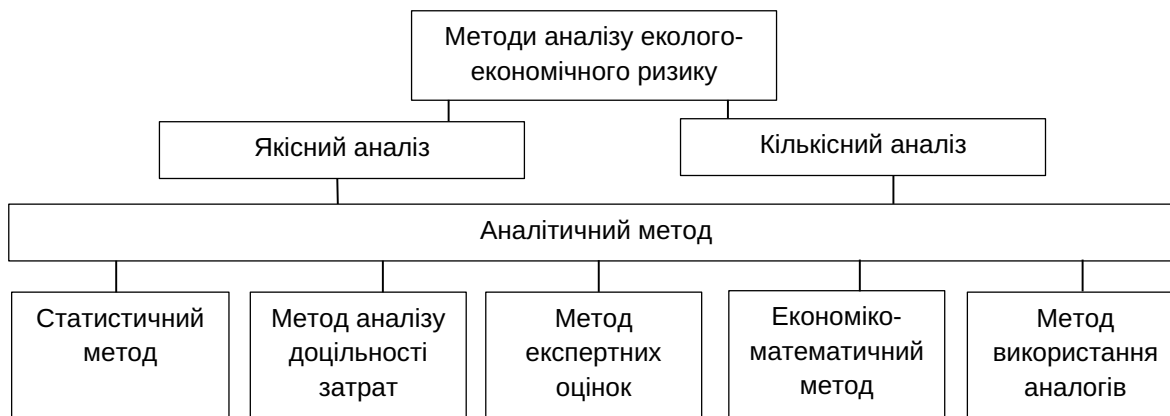 Методи аналізу еколого-
економічного ризику
Якісний аналіз
Кількісний аналіз
Аналітичний метод
Статистичний
метод
Метод аналізу
доцільності
затрат
Метод
експертних
оцінок
Економіко-
математичний
метод
Метод
використання
аналогів